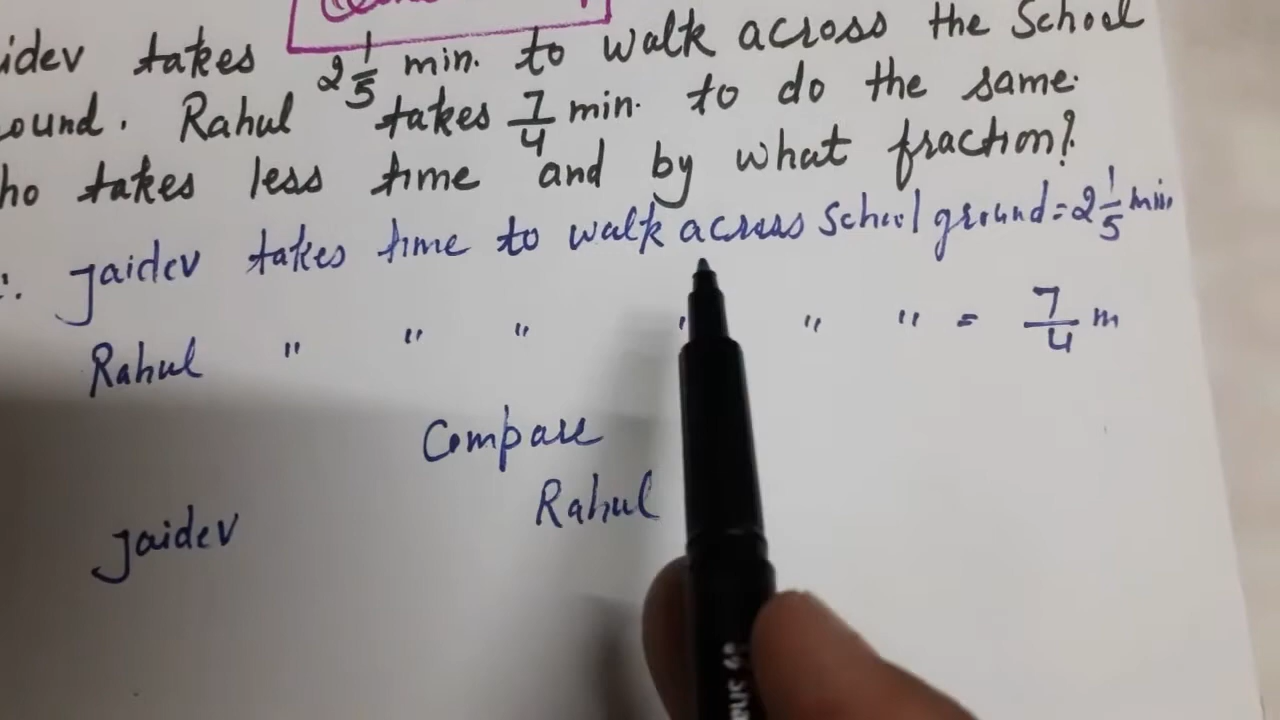 idev takes 2 1/5 min. to walk across the School
ound. Rahul takes 7/4 min. to do the same.
ho takes less time and by what fraction?
: Jaidev takes time to walk across School ground = 2 1/5 min.
Rahul " " " " " " = 7/4 m
Compare
Jaidev Rahul